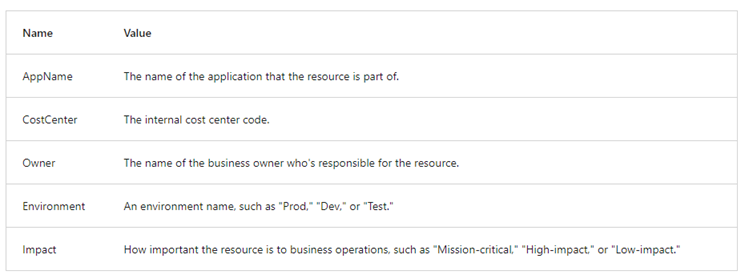 Name Value
AppName The name of the application that the resource is part of.
CostCenter The internal cost center code.
Owner The name of the business owner who's responsible for the resource.
Environment An environment name, such as "Prod," "Dev," or "Test."
Impact How important the resource is to business operations, such as "Mission-critical," "High-impact," or "Low-impact."